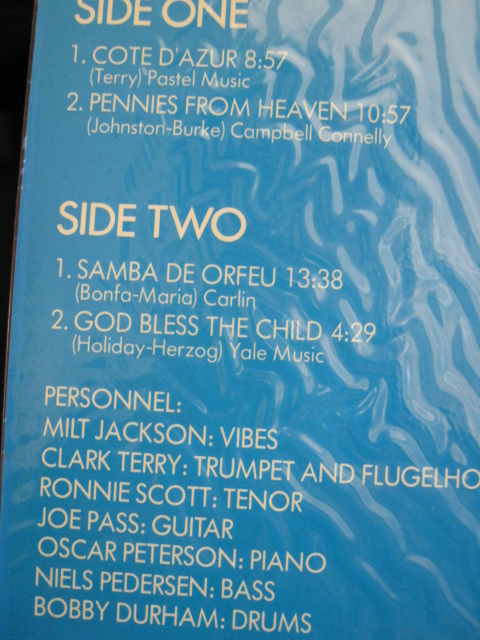 SIDE ONE
1. COTE D'AZUR 8:57
(Terry) Pastel Music
2. PENNIES FROM HEAVEN 10:57
(Johnston-Burke) Campbell Connelly
SIDE TWO
1. SAMBA DE ORFEU 13:38
(Bonfa-Maria) Carlin
2. GOD BLESS THE CHILD 4:29
(Holiday-Herzog) Yale Music
PERSONNEL:
MILT JACKSON: VIBES
CLARK TERRY: TRUMPET AND FLUGELHO
RONNIE SCOTT: TENOR
JOE PASS: GUITAR
OSCAR PETERSON: PIANO
NIELS PEDERSEN: BASS
BOBBY DURHAM: DRUMS